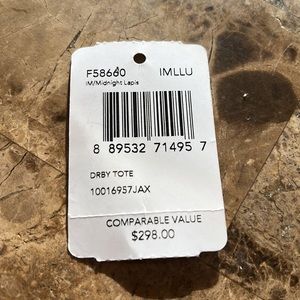 F58660 IMLLU
IM/Midnight Lapis
8 89532 71495 7
DRBY TOTE
10016957JAX
COMPARABLE VALUE
$298.00